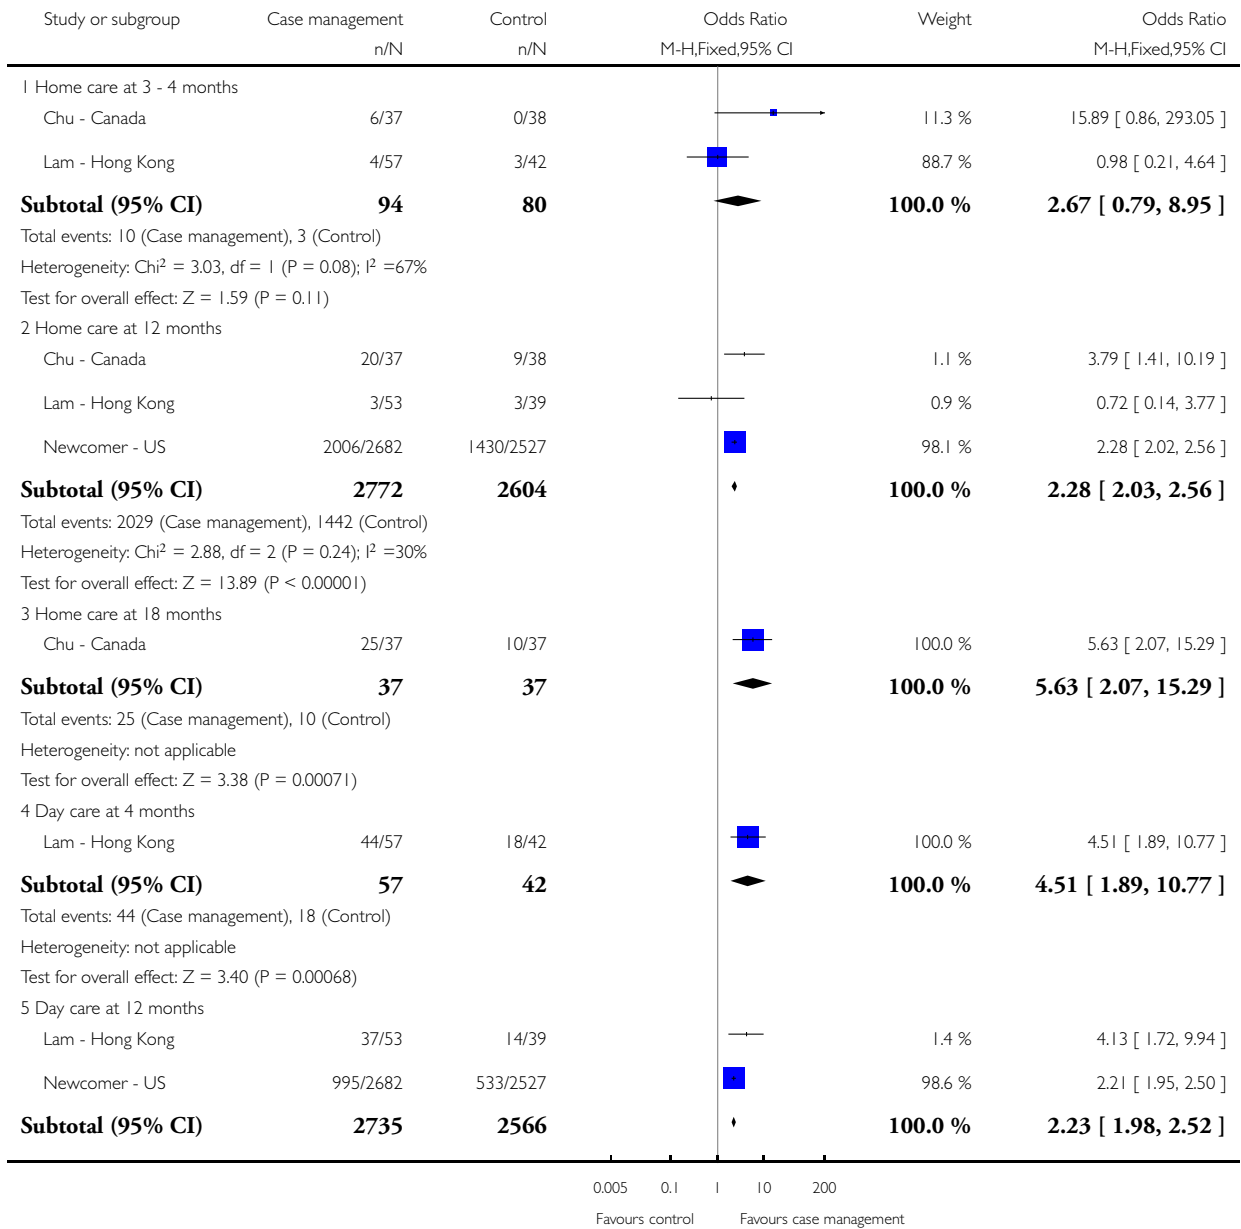 Study or subgroup Case management Control Odds Ratio Weight Odds Ratio
n/N n/N M-H,Fixed,95% CI M-H,Fixed,95% CI
1 Home care at 3 - 4 months
Chu - Canada 6/37 0/38 11.3 % 15.89 [ 0.86, 293.05 ]
Lam - Hong Kong 4/57 3/42 88.7 % 0.98 [ 0.21, 4.64 ]
Subtotal (95% CI) 94 80 100.0 % 2.67 [ 0.79, 8.95 ]
Total events: 10 (Case management), 3 (Control)
Heterogeneity: Chi² = 3.03, df = 1 (P = 0.08); I² =67%
Test for overall effect: Z = 1.59 (P = 0.11)
2 Home care at 12 months
Chu - Canada 20/37 9/38 1.1 % 3.79 [ 1.41, 10.19 ]
Lam - Hong Kong 3/53 3/39 0.9 % 0.72 [ 0.14, 3.77 ]
Newcomer - US 2006/2682 1430/2527 98.1 % 2.28 [ 2.02, 2.56 ]
Subtotal (95% CI) 2772 2604 100.0 % 2.28 [ 2.03, 2.56 ]
Total events: 2029 (Case management), 1442 (Control)
Heterogeneity: Chi² = 2.88, df = 2 (P = 0.24); I² =30%
Test for overall effect: Z = 13.89 (P < 0.00001)
3 Home care at 18 months
Chu - Canada 25/37 10/37 100.0 % 5.63 [ 2.07, 15.29 ]
Subtotal (95% CI) 37 37 100.0 % 5.63 [ 2.07, 15.29 ]
Total events: 25 (Case management), 10 (Control)
Heterogeneity: not applicable
Test for overall effect: Z = 3.38 (P = 0.00071)
4 Day care at 4 months
Lam - Hong Kong 44/57 18/42 100.0 % 4.51 [ 1.89, 10.77 ]
Subtotal (95% CI) 57 42 100.0 % 4.51 [ 1.89, 10.77 ]
Total events: 44 (Case management), 18 (Control)
Heterogeneity: not applicable
Test for overall effect: Z = 3.40 (P = 0.00068)
5 Day care at 12 months
Lam - Hong Kong 37/53 14/39 1.4 % 4.13 [ 1.72, 9.94 ]
Newcomer - US 995/2682 533/2527 98.6 % 2.21 [ 1.95, 2.50 ]
Subtotal (95% CI) 2735 2566 100.0 % 2.23 [ 1.98, 2.52 ]
0.005 0.1 1 10 200
Favours control Favours case management